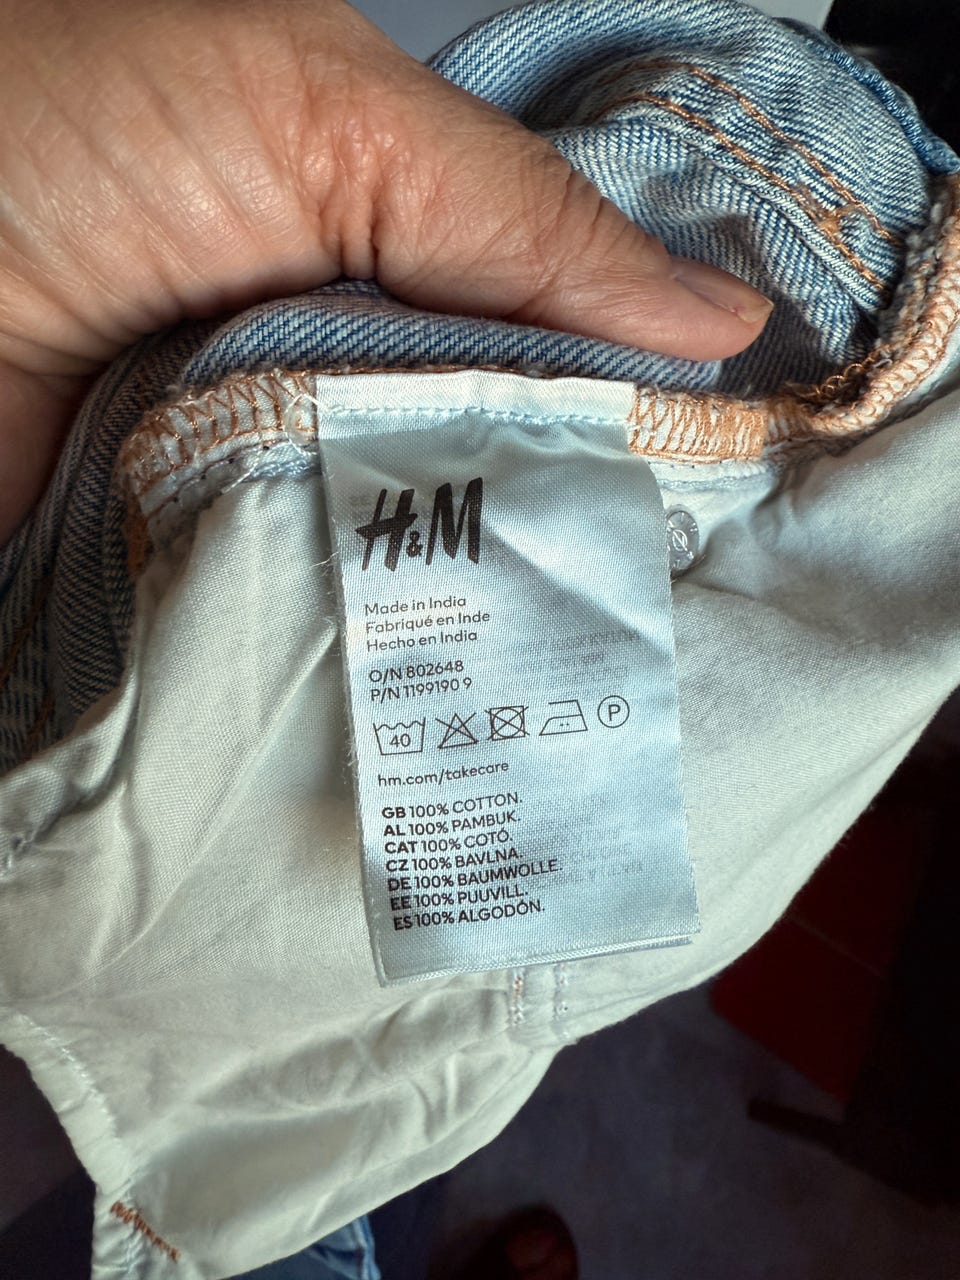 H&M
Made in India
Fabriqué en Inde
Hecho en India
O/N 802648
P/N 1199190 9
40 P
hm.com/takecare
GB 100% COTTON.
AL 100% PAMBUK.
CAT 100% COTÓ.
CZ 100% BAVLNA.
DE 100% BAUMWOLLE.
EE 100% PUUVILL.
ES 100% ALGODÓN.